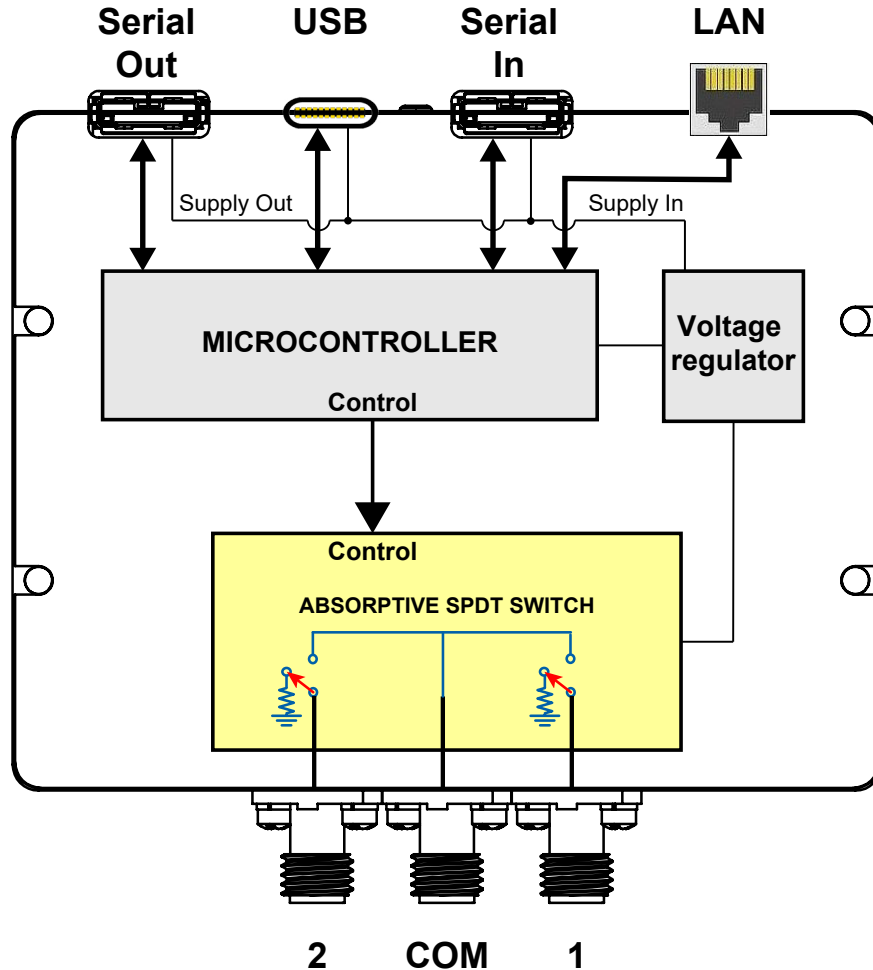 Serial
Out
USB
Serial
In
LAN
Supply Out
Supply In
MICROCONTROLLER
Control
Voltage
regulator
Control
ABSORPTIVE SPDT SWITCH
2
COM
1